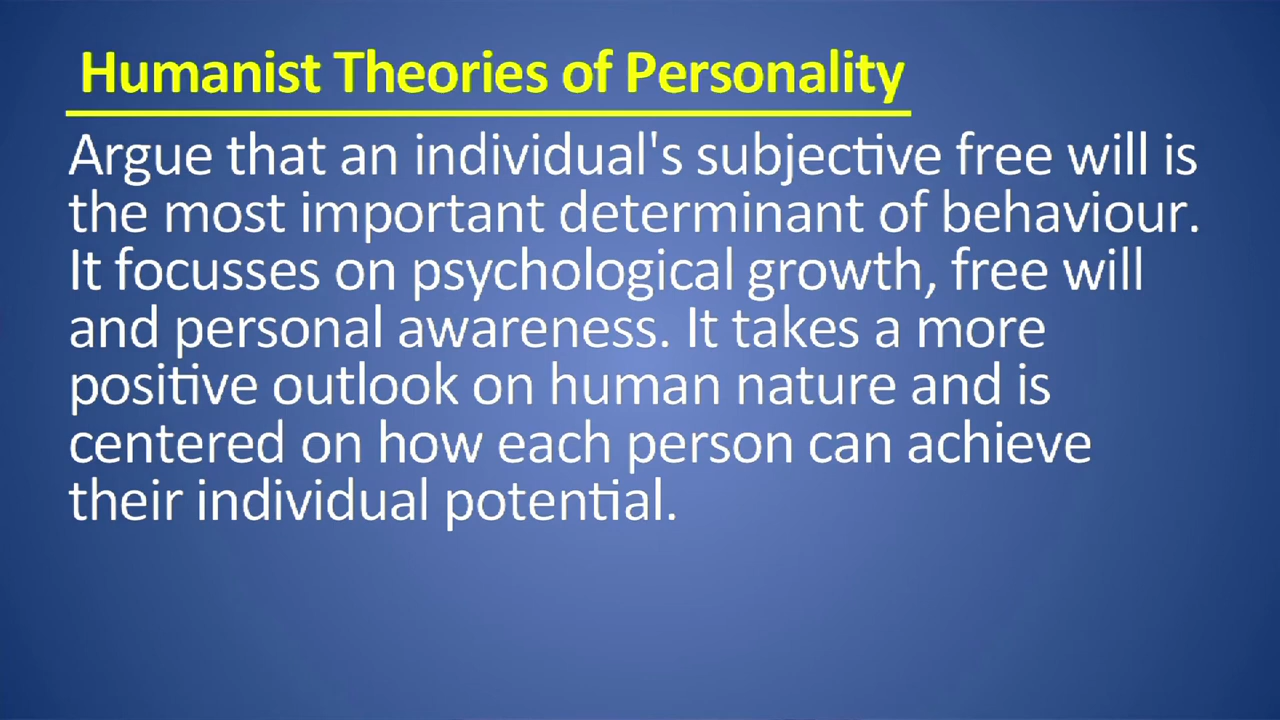 Humanist Theories of Personality
Argue that an individual's subjective free will is
the most important determinant of behaviour.
It focusses on psychological growth, free will
and personal awareness. It takes a more
positive outlook on human nature and is
centered on how each person can achieve
their individual potential.